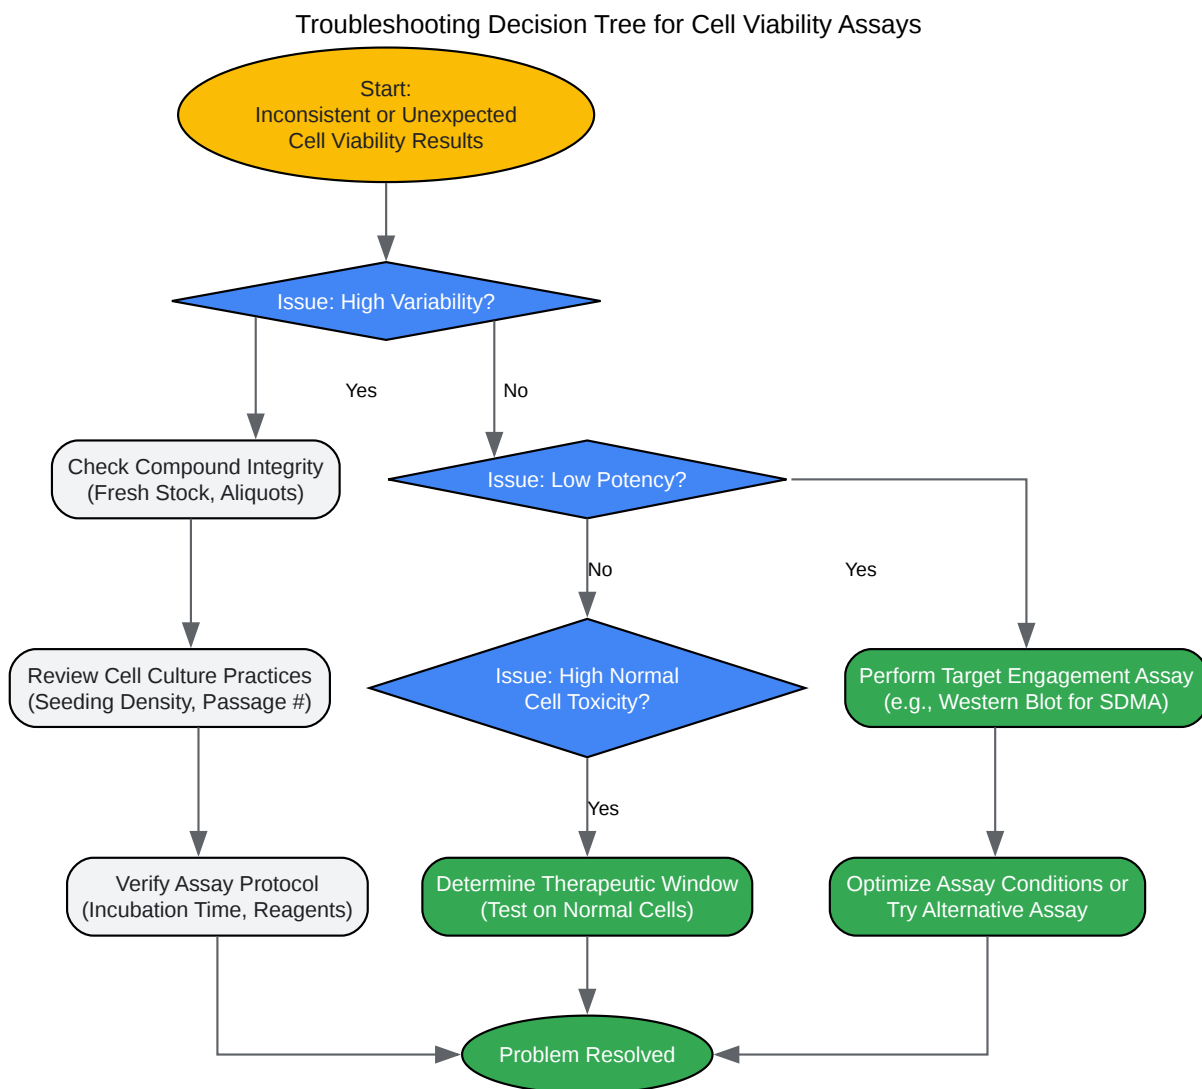 Troubleshooting Decision Tree for Cell Viability Assays
Start:
Inconsistent or Unexpected
Cell Viability Results
Issue: High Variability?
Yes
No
Check Compound Integrity
(Fresh Stock, Aliquots)
Issue: Low Potency?
No
Yes
Review Cell Culture Practices
(Seeding Density, Passage #)
Issue: High Normal
Cell Toxicity?
Perform Target Engagement Assay
(e.g., Western Blot for SDMA)
Yes
Verify Assay Protocol
(Incubation Time, Reagents)
Determine Therapeutic Window
(Test on Normal Cells)
Optimize Assay Conditions or
Try Alternative Assay
Problem Resolved